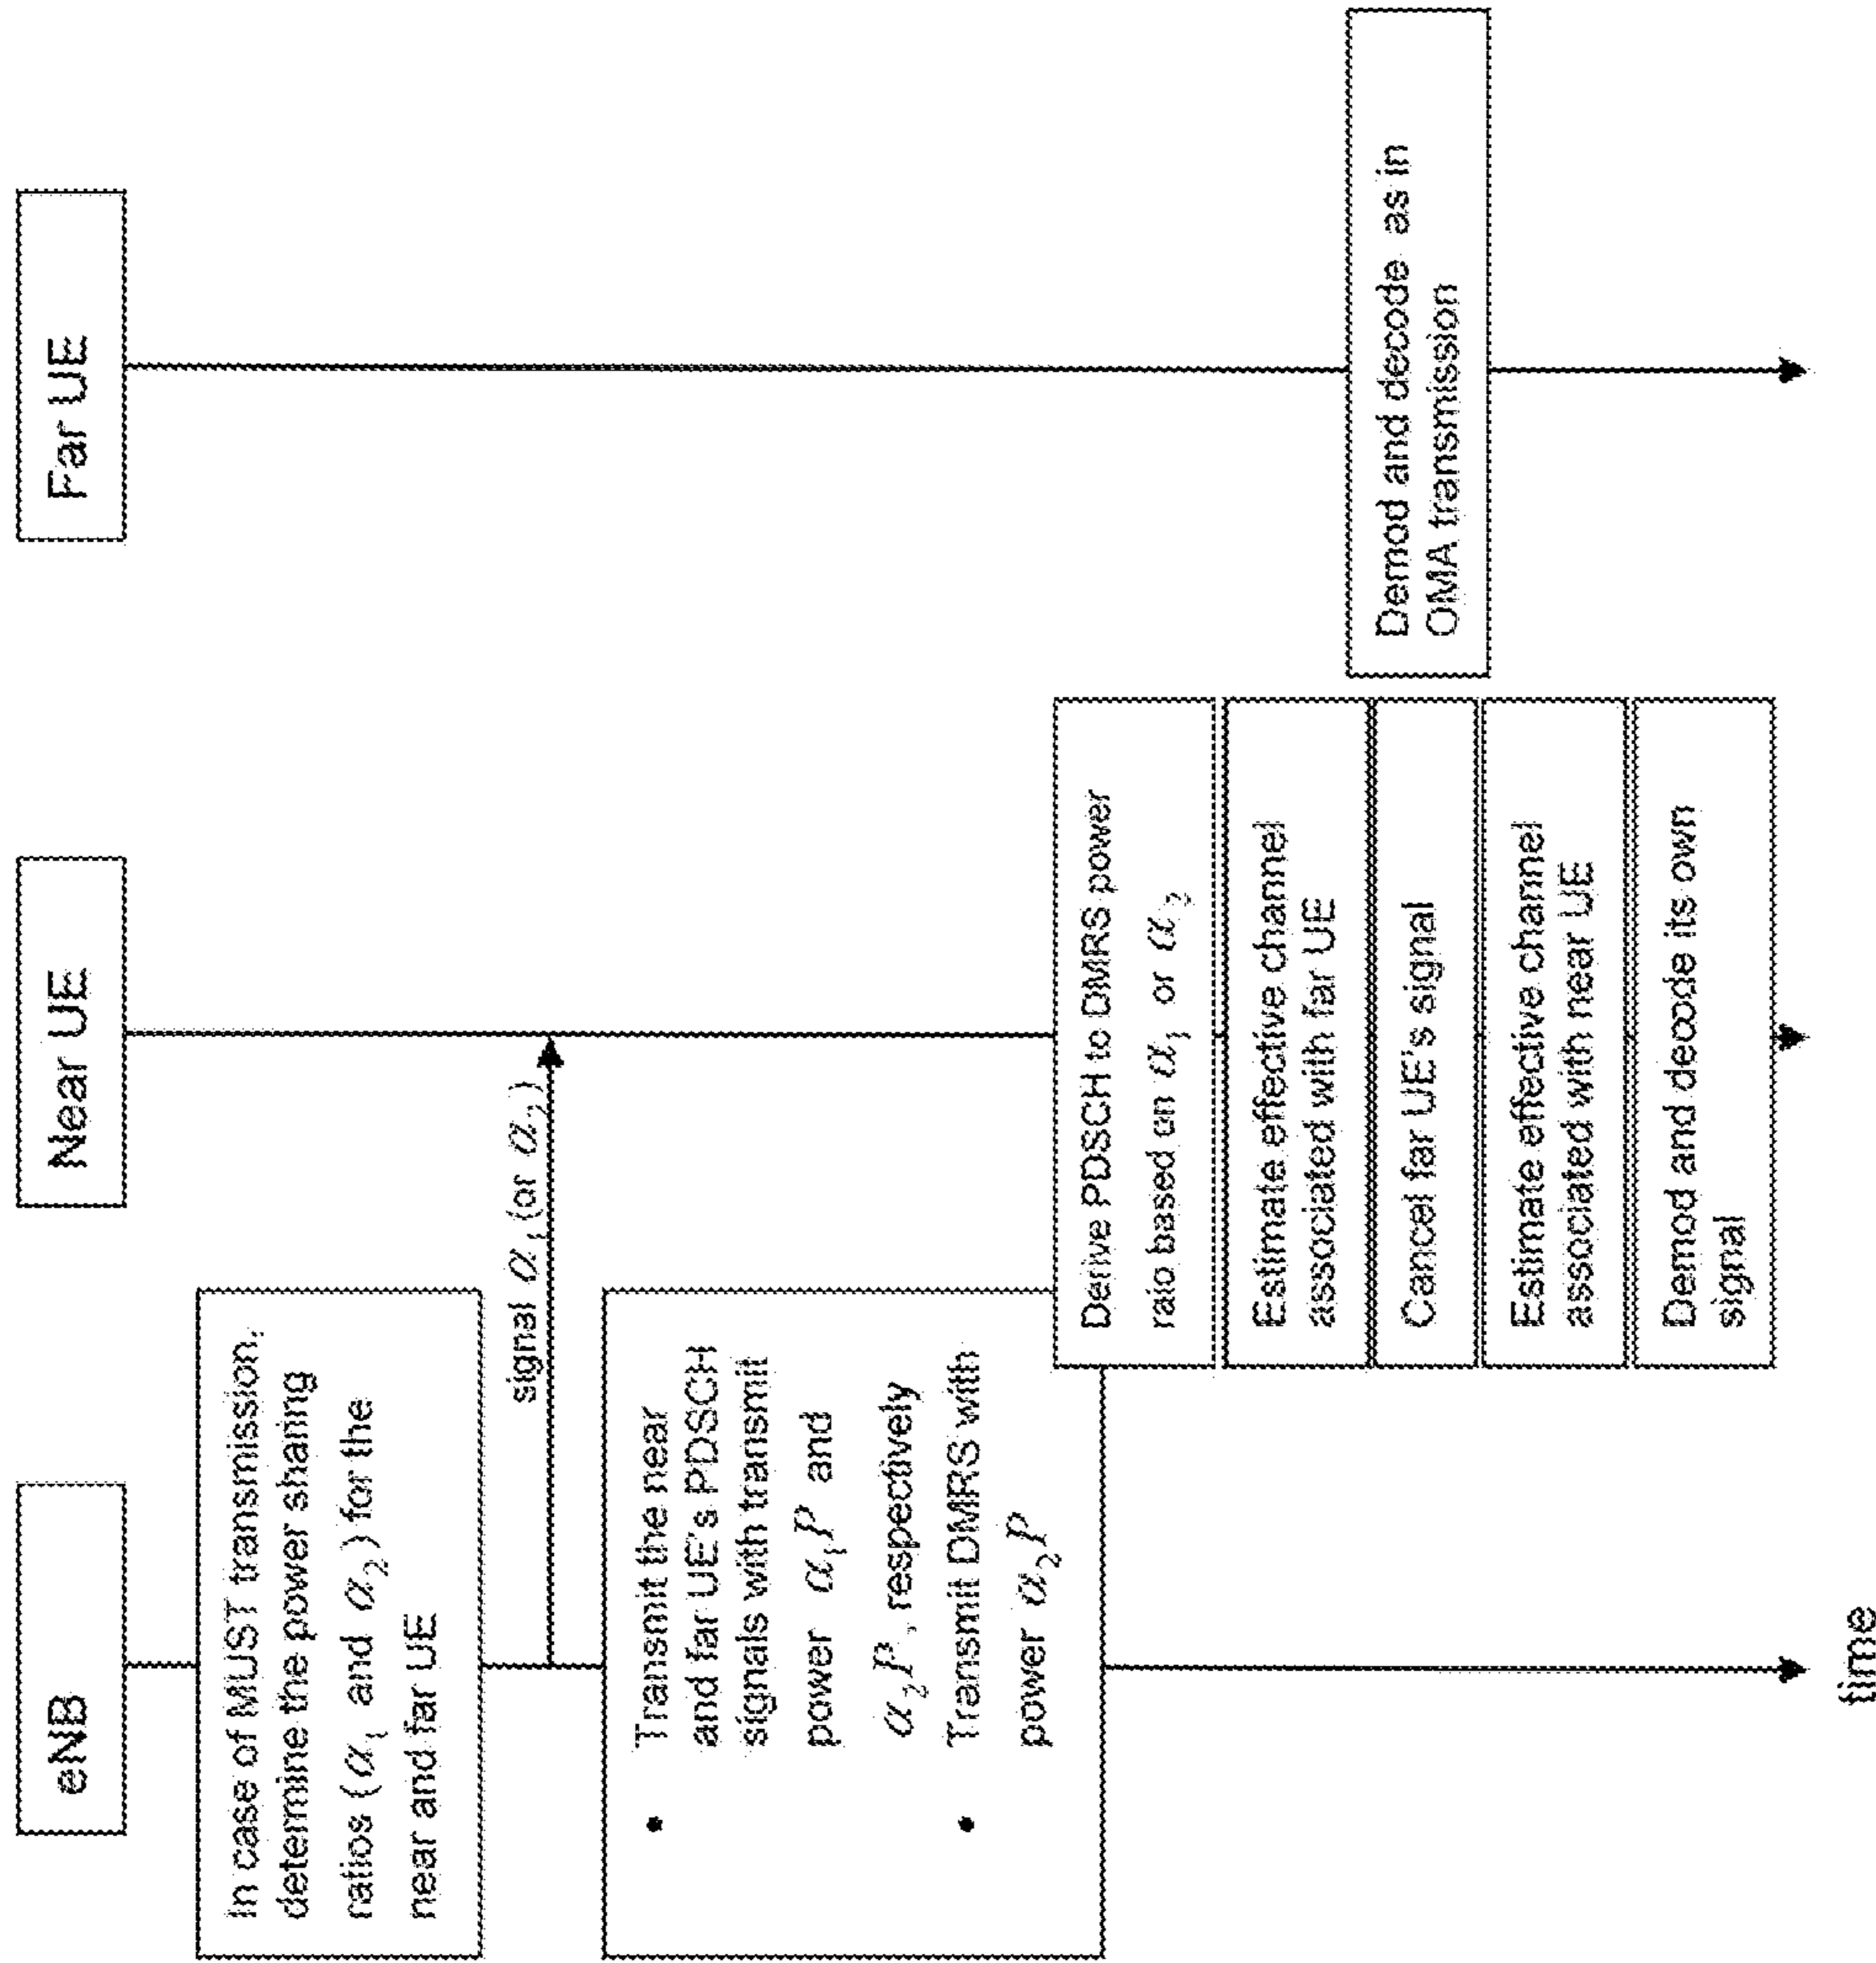 eNB
Near UE
Far UE
In case of MUST transmission,
determine the power sharing
ratios (α₁ and α₂) for the
near and far UE
signal α₁ (or α₂)
• Transmit the near
and far UE's PDSCH
signals with transmit
power α₁P and
α₂P, respectively
• Transmit DMRS with
power α₂P
Derive PDSCH to DMRS power
raio based on α₁ or α₂
Estimate effective channel
associated with far UE
Cancel far UE's signal
Estimate effective channel
associated with near UE
Demod and decode its own
signal
Demod and decode as in
OMA transmission
time